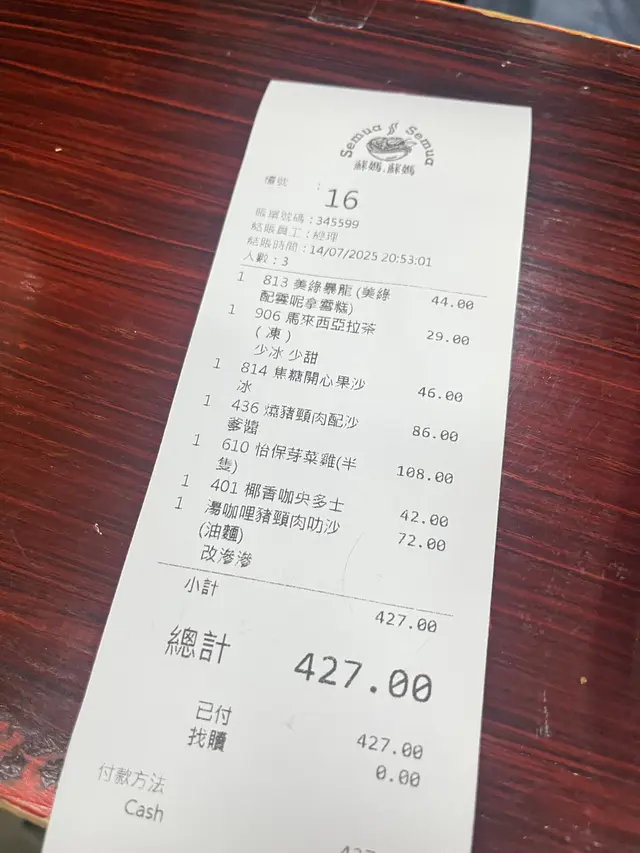 Semua Semua
蘇媽.蘇媽
檯號 : 16
賬單號碼 : 345599
結賬員工 : 經理
結賬時間 : 14/07/2025 20:53:01
人數 : 3
1 813 美綠暴龍 (美綠 44.00
配雲呢拿雪糕)
1 906 馬來西亞拉茶 29.00
( 凍 )
少冰 少甜
1 814 焦糖開心果沙 46.00
冰
1 436 燒豬頸肉配沙 86.00
爹醬
1 610 怡保芽菜雞(半 108.00
隻)
1 401 椰香咖央多士 42.00
1 湯咖哩豬頸肉叻沙 72.00
(油麵)
改滲滲
小計 427.00
總計 427.00
已付 427.00
找贖 0.00
付款方法
Cash